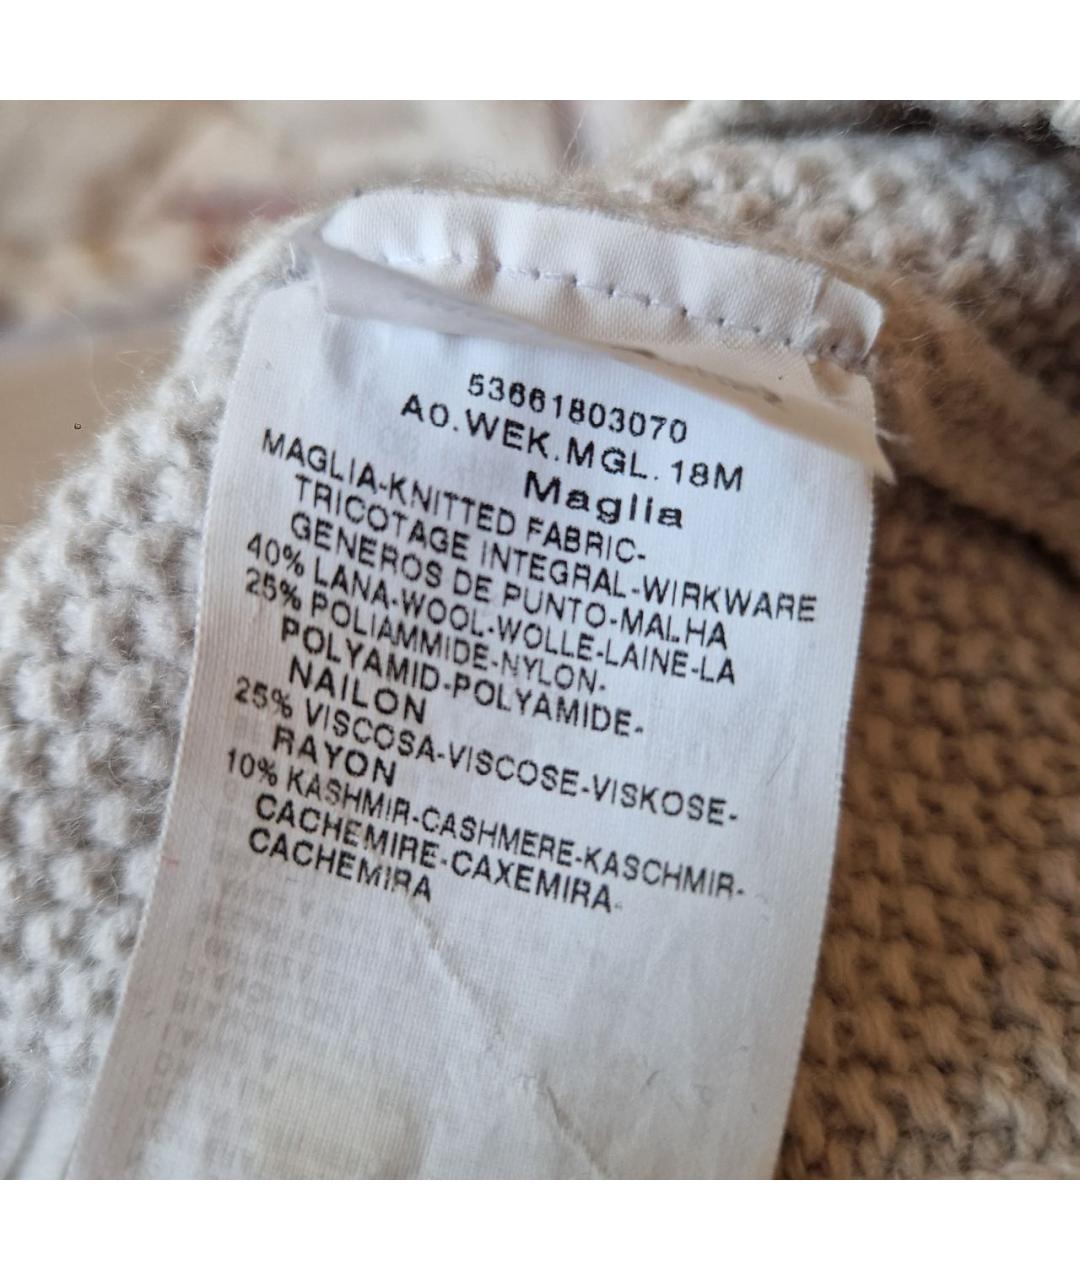 53661803070
AO.WEK.MGL. 18M
Maglia
MAGLIA-KNITTED FABRIC-
TRICOTAGE INTEGRAL-WIRKWARE
GENEROS DE PUNTO-MALHA
40% LANA-WOOL-WOLLE-LAINE-LA
25% POLIAMMIDE-NYLON-
POLYAMID-POLYAMIDE-
NAILON
25% VISCOSA-VISCOSE-VISKOSE-
RAYON
10% KASHMIR-CASHMERE-KASCHMIR-
CACHEMIRE-CAXEMIRA-
CACHEMIRA